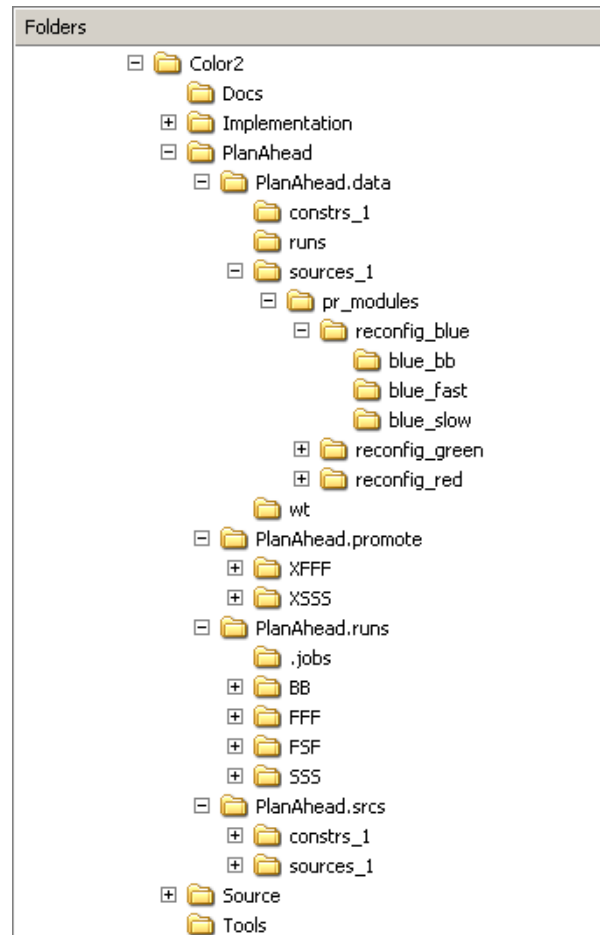 Folders
Color2
Docs
Implementation
PlanAhead
PlanAhead.data
constrs_1
runs
sources_1
pr_modules
reconfig_blue
blue_bb
blue_fast
blue_slow
reconfig_green
reconfig_red
wt
PlanAhead.promote
XFFF
XSSS
PlanAhead.runs
.jobs
BB
FFF
FSF
SSS
PlanAhead.srcs
constrs_1
sources_1
Source
Tools